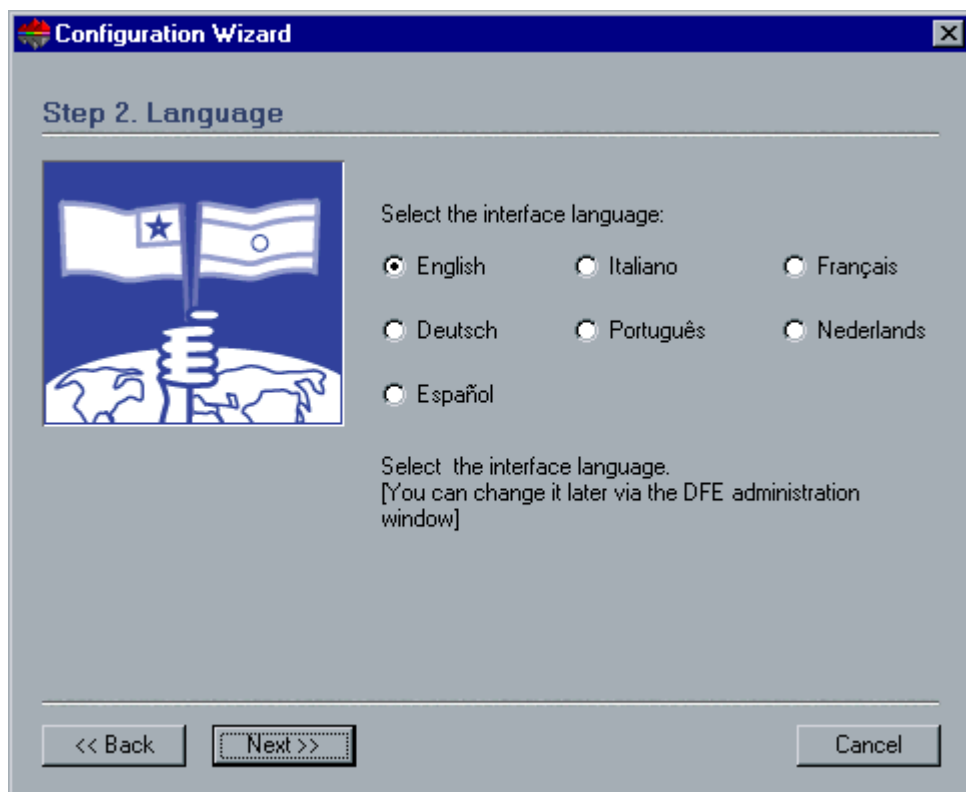 Configuration Wizard
Step 2. Language
Select the interface language:
English Italiano Français
Deutsch Português Nederlands
Español
Select the interface language.
[You can change it later via the DFE administration
window]
<< Back Next >> Cancel